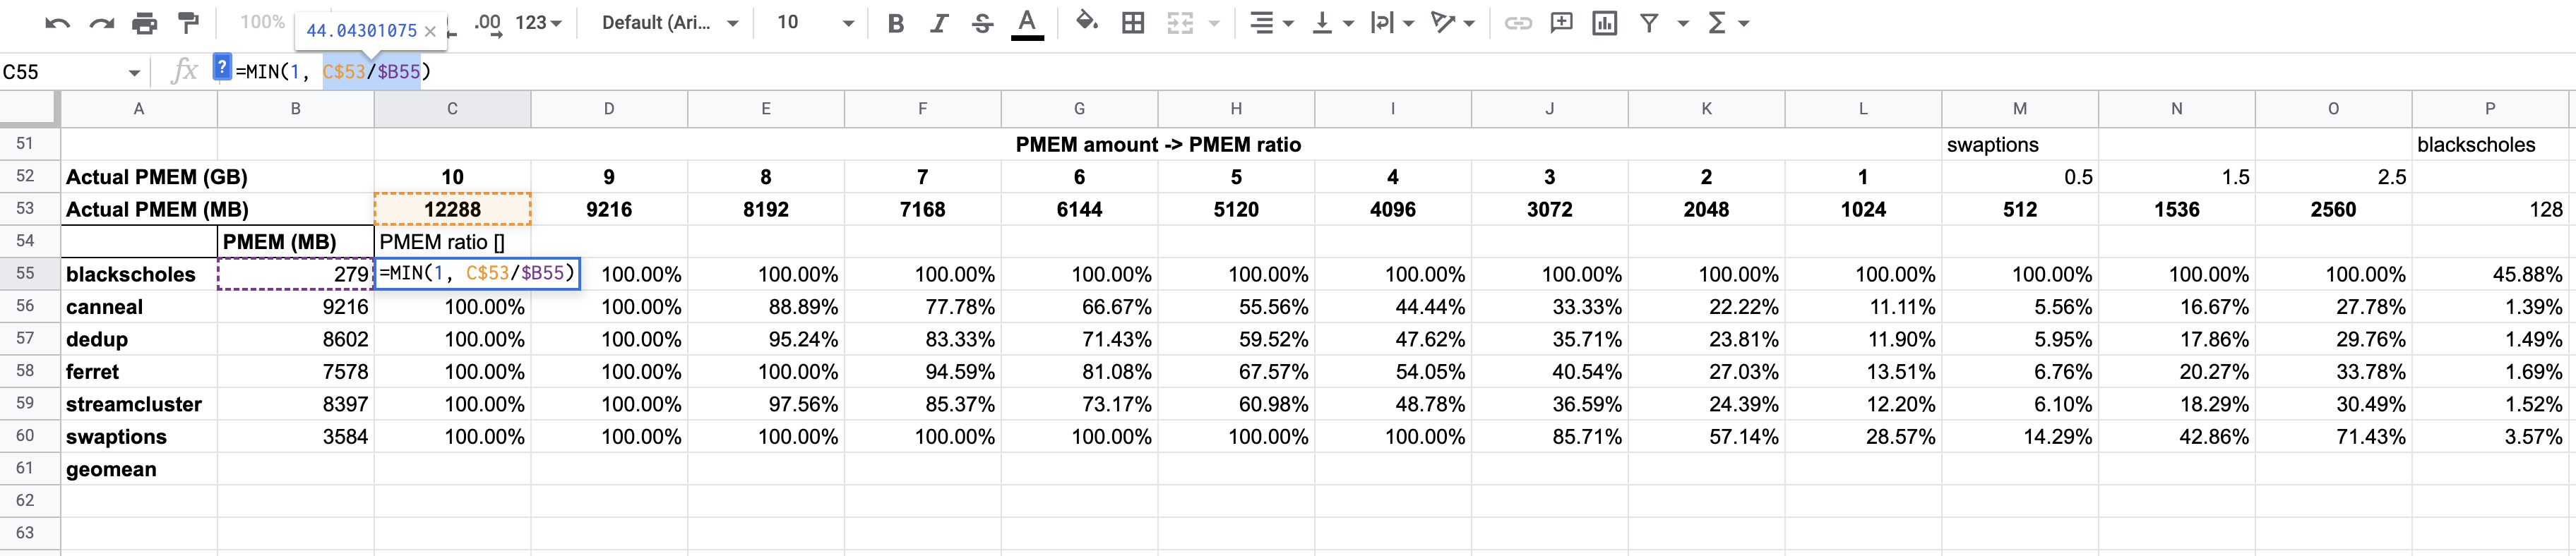 100% 44.04301075 × .00 123 Default (Ari... 10 B I S A Σ
C55 fx ? =MIN(1, C$53/$B55)
A B C D E F G H I J K L M N O P
51 PMEM amount -> PMEM ratio swaptions blackscholes
52 Actual PMEM (GB) 10 9 8 7 6 5 4 3 2 1 0.5 1.5 2.5
53 Actual PMEM (MB) 12288 9216 8192 7168 6144 5120 4096 3072 2048 1024 512 1536 2560 128
54 PMEM (MB) PMEM ratio []
55 blackscholes 279 =MIN(1, C$53/$B55) 100.00% 100.00% 100.00% 100.00% 100.00% 100.00% 100.00% 100.00% 100.00% 100.00% 100.00% 100.00% 45.88%
56 canneal 9216 100.00% 100.00% 88.89% 77.78% 66.67% 55.56% 44.44% 33.33% 22.22% 11.11% 5.56% 16.67% 27.78% 1.39%
57 dedup 8602 100.00% 100.00% 95.24% 83.33% 71.43% 59.52% 47.62% 35.71% 23.81% 11.90% 5.95% 17.86% 29.76% 1.49%
58 ferret 7578 100.00% 100.00% 100.00% 94.59% 81.08% 67.57% 54.05% 40.54% 27.03% 13.51% 6.76% 20.27% 33.78% 1.69%
59 streamcluster 8397 100.00% 100.00% 97.56% 85.37% 73.17% 60.98% 48.78% 36.59% 24.39% 12.20% 6.10% 18.29% 30.49% 1.52%
60 swaptions 3584 100.00% 100.00% 100.00% 100.00% 100.00% 100.00% 100.00% 85.71% 57.14% 28.57% 14.29% 42.86% 71.43% 3.57%
61 geomean
62
63